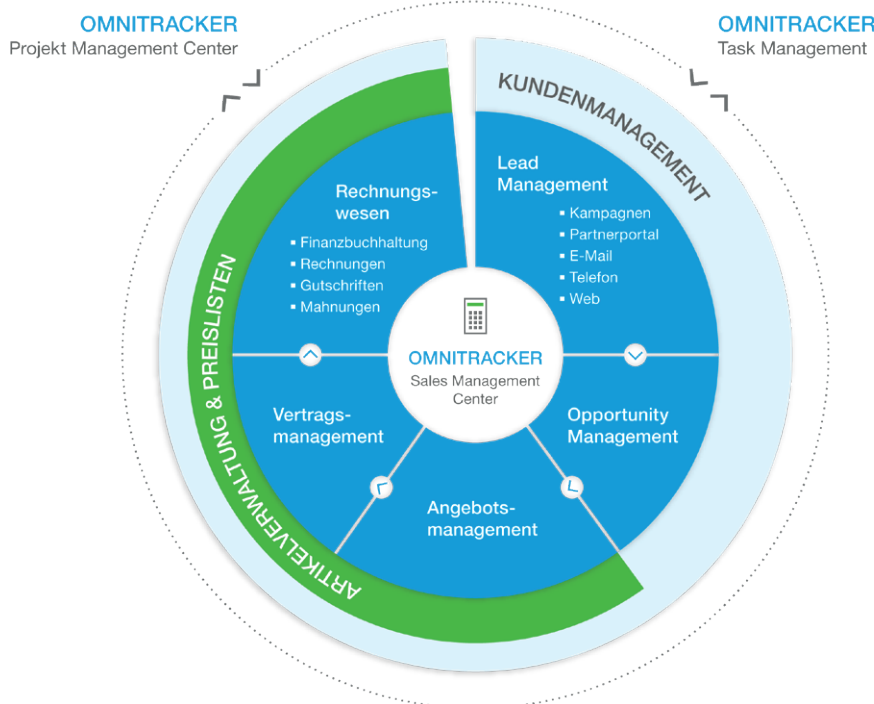 OMNITRACKER
Projekt Management Center
OMNITRACKER
Task Management
KUNDENMANAGEMENT
Lead
Management
▪ Kampagnen
▪ Partnerportal
▪ E-Mail
▪ Telefon
▪ Web
Opportunity
Management
Angebots-
management
Vertrags-
management
Rechnungs-
wesen
▪ Finanzbuchhaltung
▪ Rechnungen
▪ Gutschriften
▪ Mahnungen
ARTIKELVERWALTUNG & PREISLISTEN
OMNITRACKER
Sales Management
Center